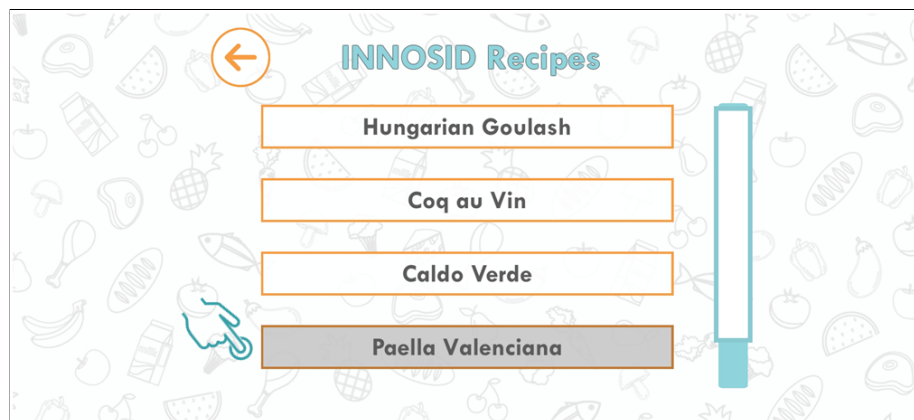 INNOSID Recipes
Hungarian Goulash
Coq au Vin
Caldo Verde
Paella Valenciana